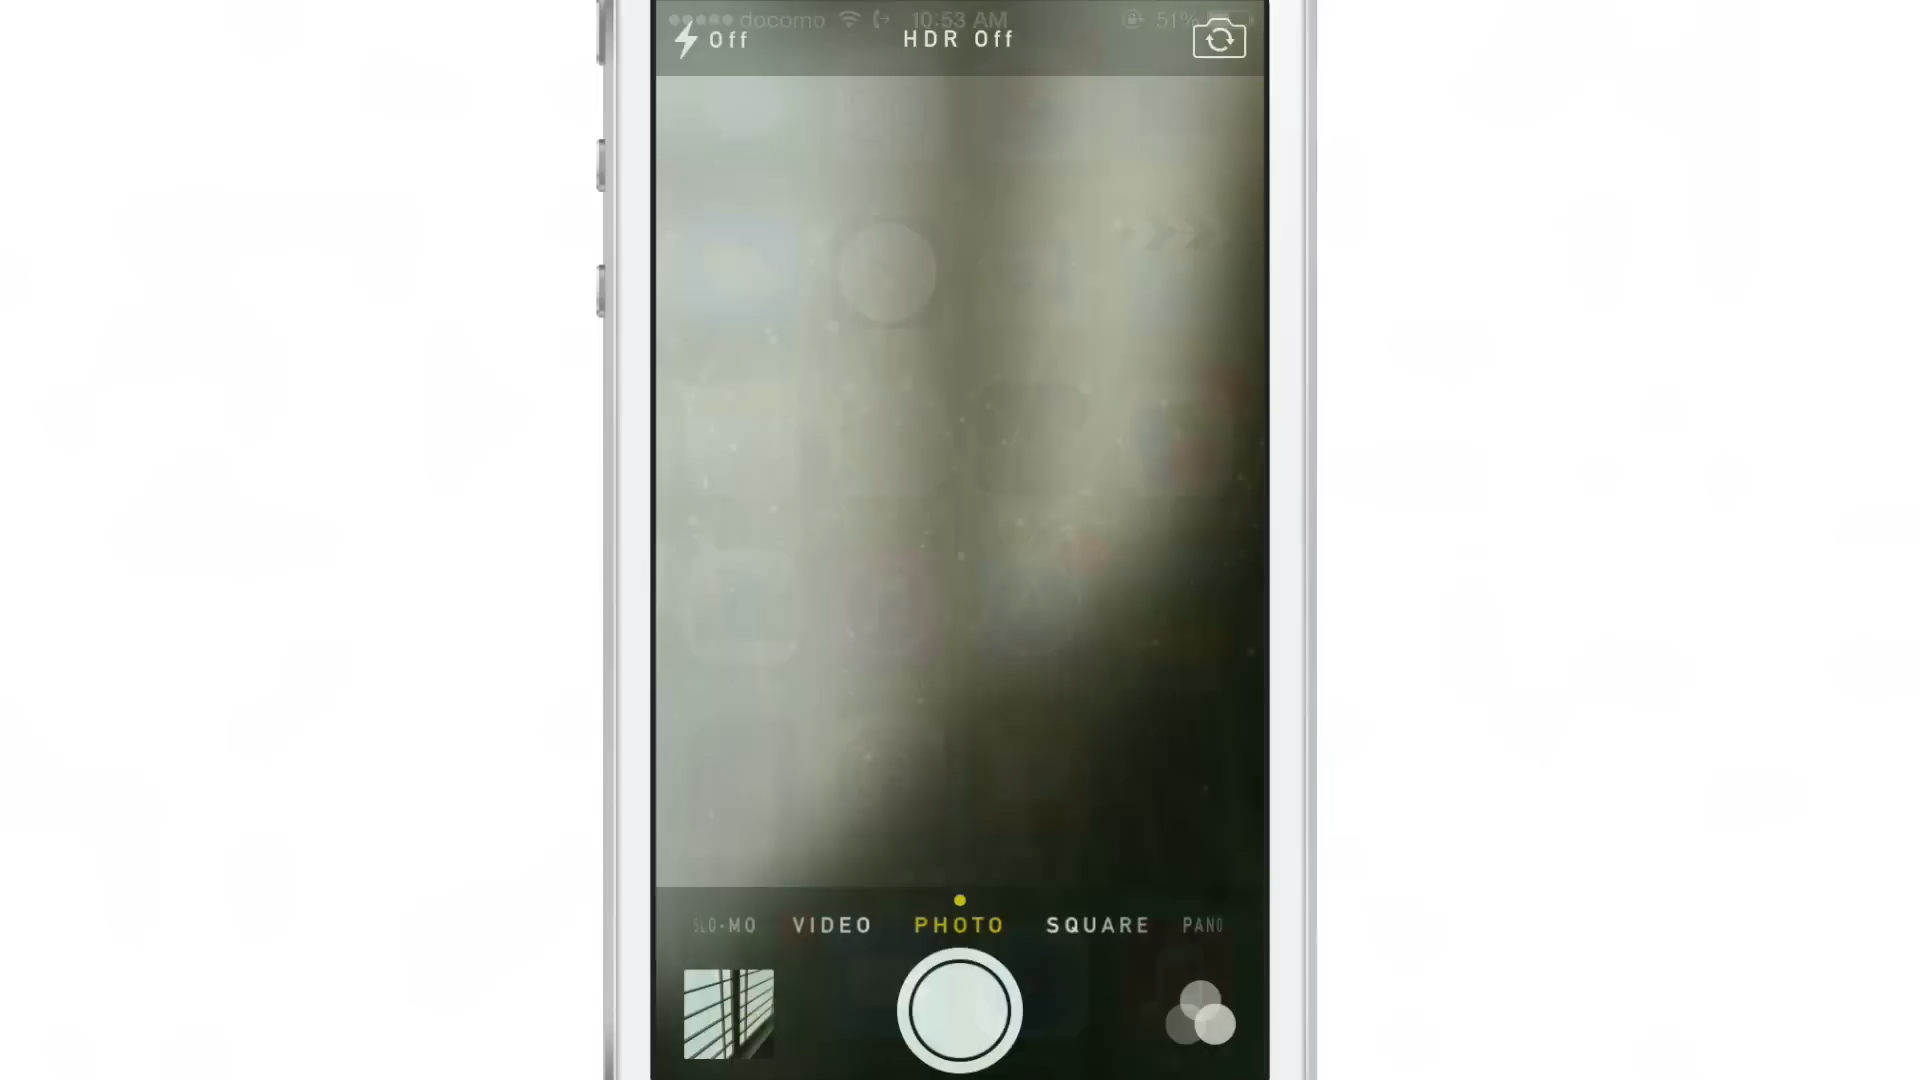 docomo 10:53 AM 51%
Off HDR Off
SLO-MO VIDEO PHOTO SQUARE PANO